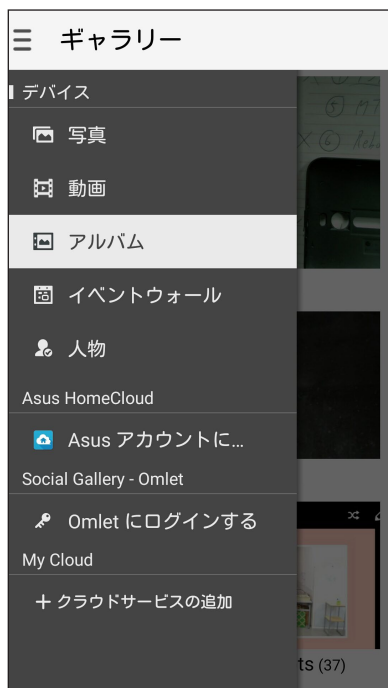 ギャラリー
デバイス
写真
動画
アルバム
イベントウォール
人物
Asus HomeCloud
Asus アカウントに...
Social Gallery - Omlet
Omlet にログインする
My Cloud
+ クラウドサービスの追加
ts (37)